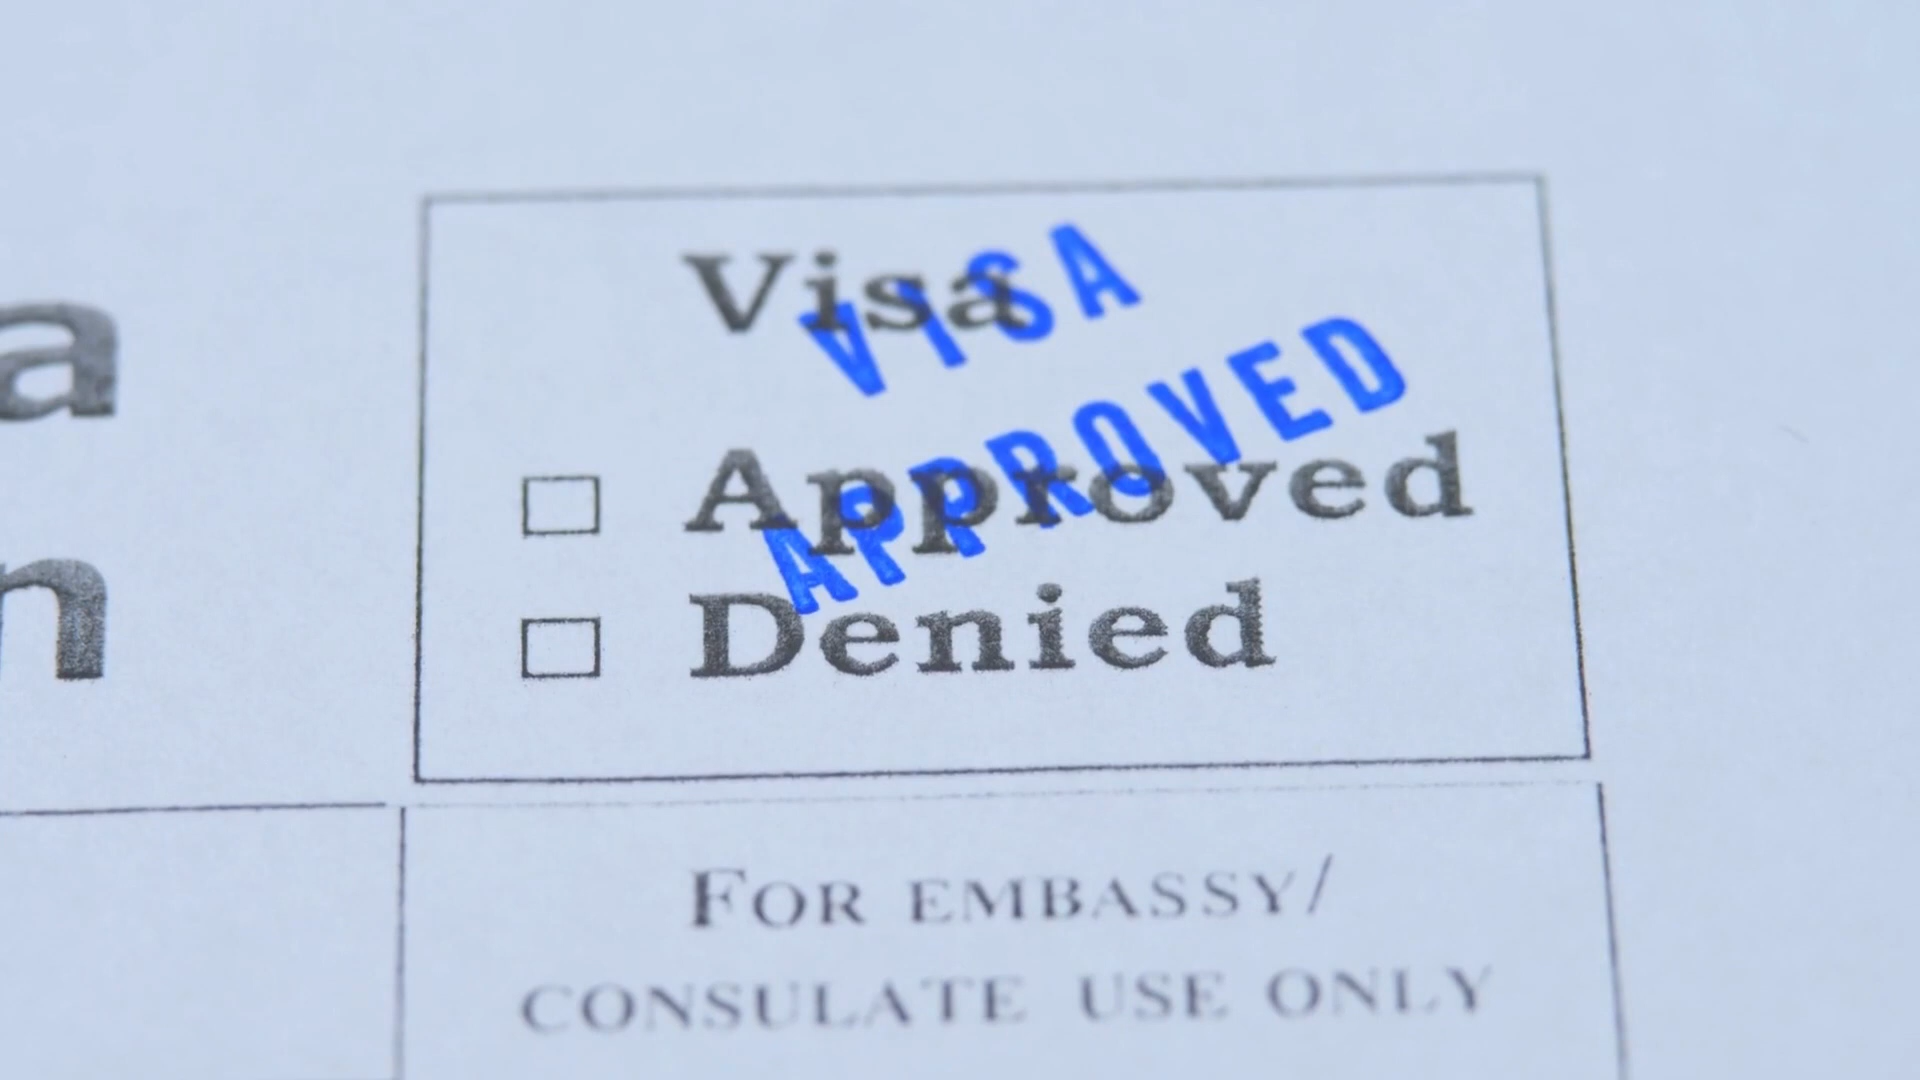 a
n
Visa
VISA
APPROVED
☐ Approved
☐ Denied
FOR EMBASSY/
CONSULATE USE ONLY